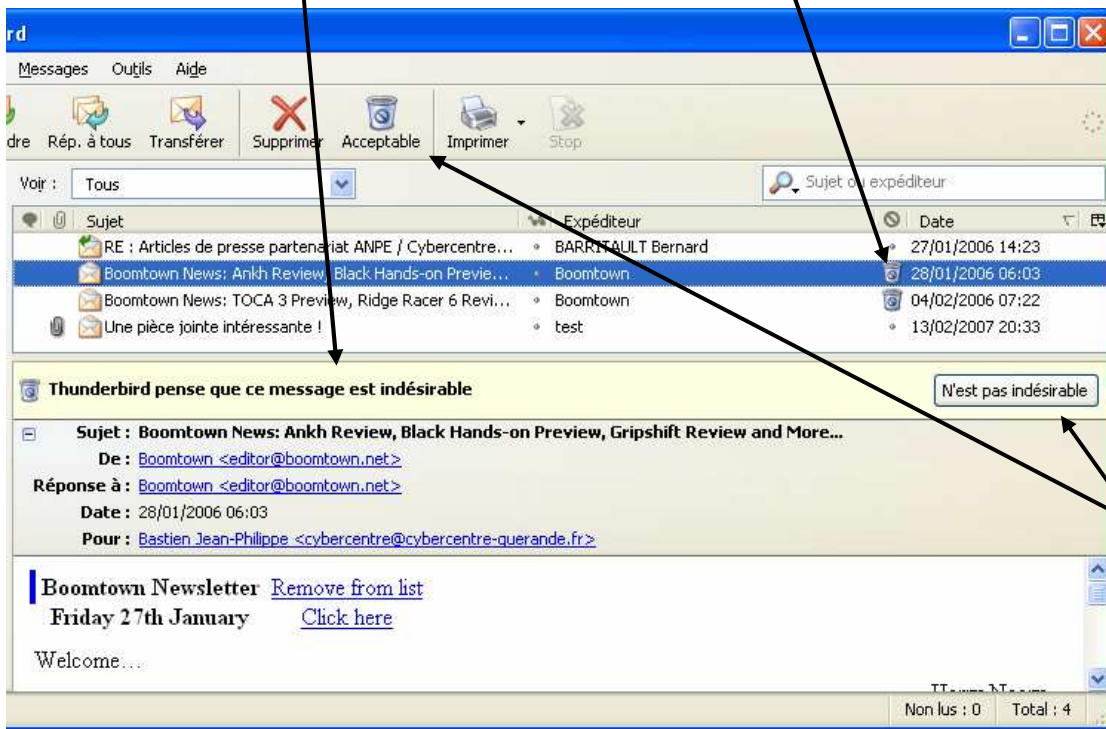 rd
Messages Outils Aide
dre Rép. à tous Transférer Supprimer Acceptable Imprimer Stop
Voir : Tous Sujet ou expéditeur
Sujet Expéditeur Date
RE : Articles de presse partenariat ANPE / Cybercentre... BARRITAULT Bernard 27/01/2006 14:23
Boomtown News: Ankh Review, Black Hands-on Previe... Boomtown 28/01/2006 06:03
Boomtown News: TOCA 3 Preview, Ridge Racer 6 Revi... Boomtown 04/02/2006 07:22
Une pièce jointe intéressante ! test 13/02/2007 20:33
Thunderbird pense que ce message est indésirable N'est pas indésirable
Sujet : Boomtown News: Ankh Review, Black Hands-on Preview, Gripshift Review and More...
De : Boomtown <editor@boomtown.net>
Réponse à : Boomtown <editor@boomtown.net>
Date : 28/01/2006 06:03
Pour : Bastien Jean-Philippe <cybercentre@cybercentre-guerande.fr>
Boomtown Newsletter Remove from list
Friday 27th January Click here
Welcome...
Non lus : 0 Total : 4